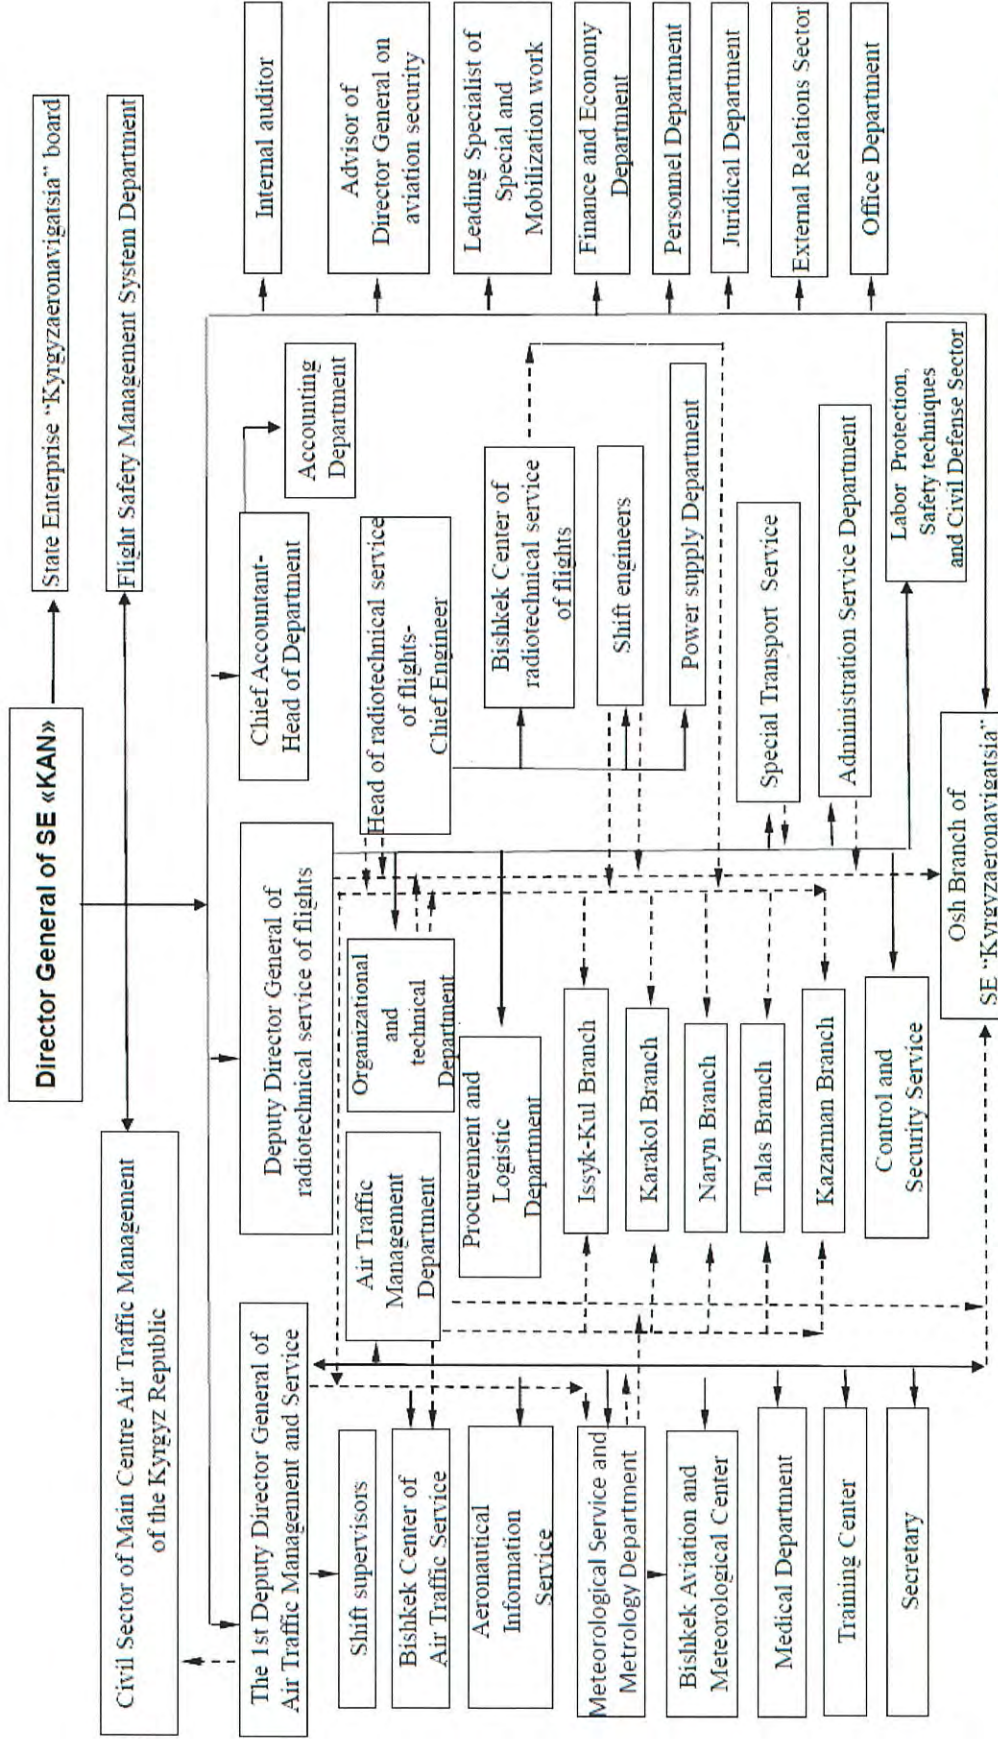 Director General of SE «KAN»
State Enterprise "Kyrgyzaeronavigatsia" board
Flight Safety Management System Department
Civil Sector of Main Centre Air Traffic Management
of the Kyrgyz Republic
The 1st Deputy Director General of
Air Traffic Management and Service
Deputy Director General of
radiotechnical service of flights
Chief Accountant-
Head of Department
Accounting
Department
Internal auditor
Advisor of
Director General on
aviation security
Leading Specialist of
Special and
Mobilization work
Finance and Economy
Department
Personnel Department
Juridical Department
External Relations Sector
Office Department
Head of radiotechnical service
of flights-
Chief Engineer
Bishkek Center of
radiotechnical service
of flights
Shift engineers
Power supply Department
Special Transport Service
Administration Service Department
Labor Protection,
Safety techniques
and Civil Defense Sector
Organizational
and
technical
Department
Air Traffic
Management
Department
Procurement and
Logistic
Department
Issyk-Kul Branch
Karakol Branch
Naryn Branch
Talas Branch
Kazarman Branch
Control and
Security Service
Osh Branch of
SE "Kyrgyzaeronavigatsia"
Shift supervisors
Bishkek Center of
Air Traffic Service
Aeronautical
Information
Service
Meteorological Service and
Metrology Department
Bishkek Aviation and
Meteorological Center
Medical Department
Training Center
Secretary